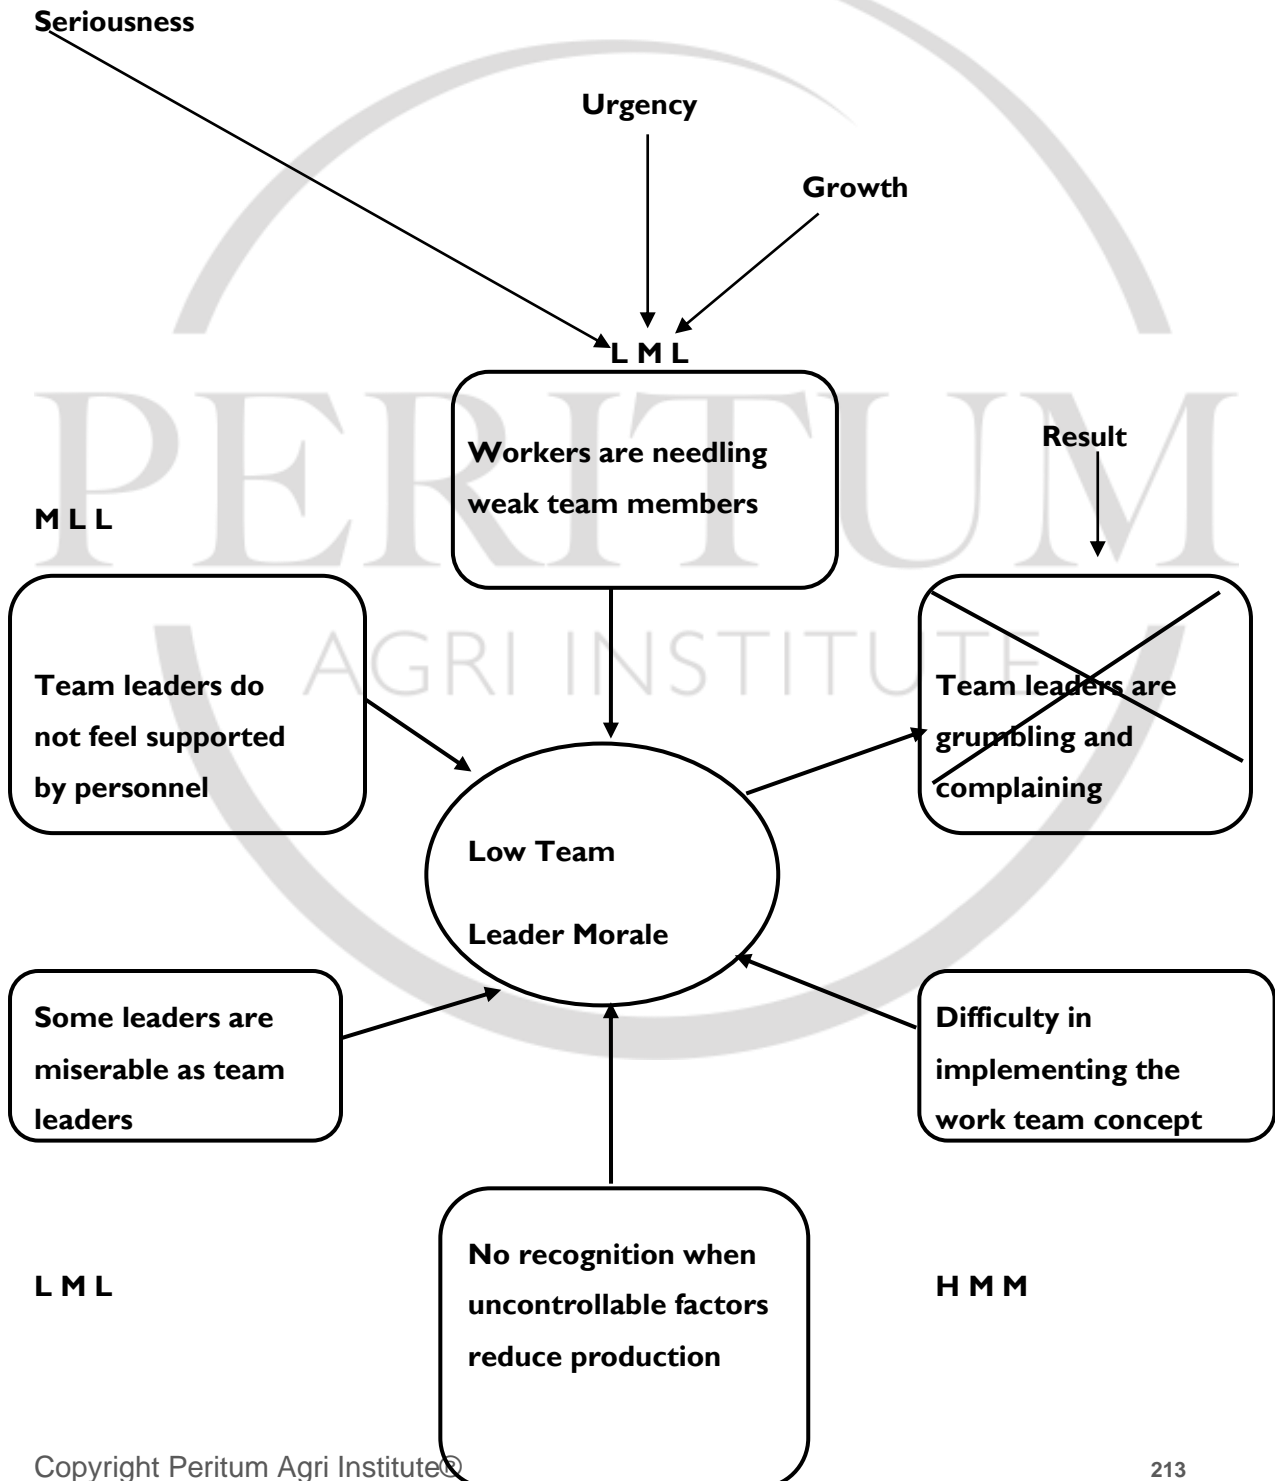 Seriousness
Urgency
Growth
L M L
Workers are needling
weak team members
Result
M L L
Team leaders do
not feel supported
by personnel
Team leaders are
grumbling and
complaining
Low Team
Leader Morale
Some leaders are
miserable as team
leaders
Difficulty in
implementing the
work team concept
No recognition when
uncontrollable factors
reduce production
L M L
H M M
PERITUM
AGRI INSTITUTE
Copyright Peritum Agri Institute®
213